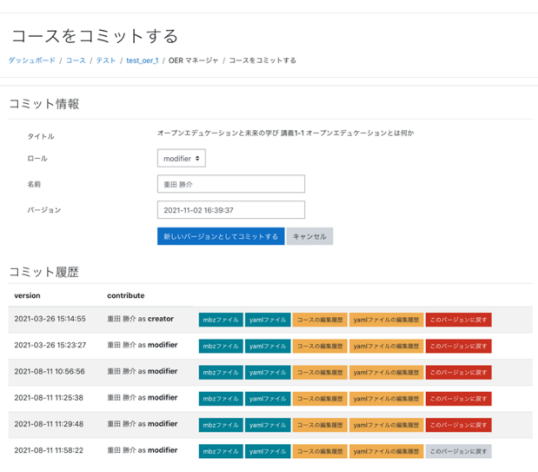 コースをコミットする
ダッシュボード / コース / テスト / test_oer_1 / OER マネージャ / コースをコミットする
コミット情報
タイトル オープンエデュケーションと未来の学び 講義1-1 オープンエデュケーションとは何か
ロール modifier
名前 重田 勝介
バージョン 2021-11-02 16:39:37
新しいバージョンとしてコミットする キャンセル
コミット履歴
version contribute
2021-03-26 15:14:55 重田 勝介 as creator mbzファイル yamlファイル コースの編集履歴 yamlファイルの編集履歴 このバージョンに戻す
2021-03-26 15:23:27 重田 勝介 as modifier mbzファイル yamlファイル コースの編集履歴 yamlファイルの編集履歴 このバージョンに戻す
2021-08-11 10:56:56 重田 勝介 as modifier mbzファイル yamlファイル コースの編集履歴 yamlファイルの編集履歴 このバージョンに戻す
2021-08-11 11:25:38 重田 勝介 as modifier mbzファイル yamlファイル コースの編集履歴 yamlファイルの編集履歴 このバージョンに戻す
2021-08-11 11:29:48 重田 勝介 as modifier mbzファイル yamlファイル コースの編集履歴 yamlファイルの編集履歴 このバージョンに戻す
2021-08-11 11:58:22 重田 勝介 as modifier mbzファイル yamlファイル コースの編集履歴 yamlファイルの編集履歴 このバージョンに戻す